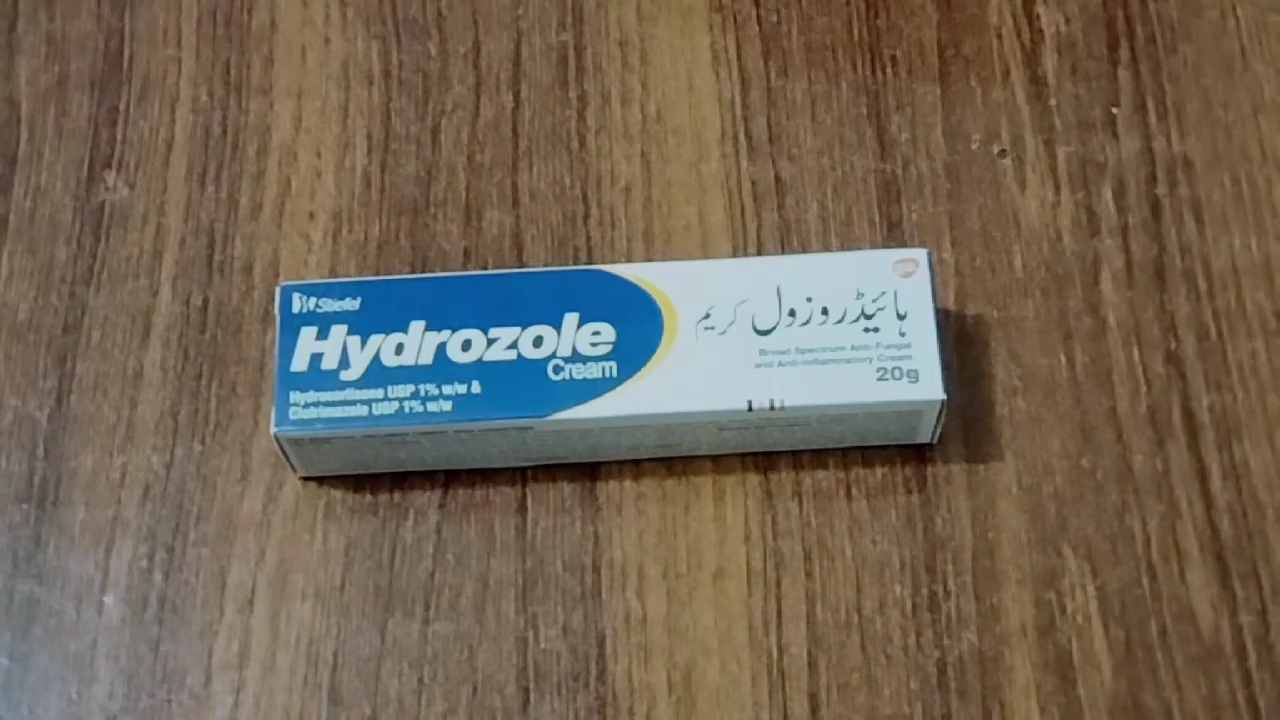 Stiefel
Hydrozole
Cream
Hydrocortisone USP 1% w/w &
Clotrimazole USP 1% w/w
ہائیڈروزول کریم
Broad Spectrum Anti-Fungal
and Anti-Inflammatory Cream
20g